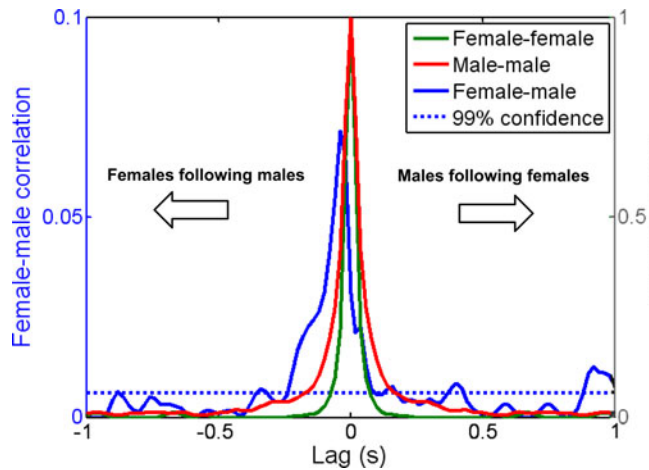 0.1
1
Female-female
Male-male
Female-male
99% confidence
Females following males
Males following females
Female-male correlation
0.05
0.5
0
0
-1
-0.5
0
0.5
1
Lag (s)